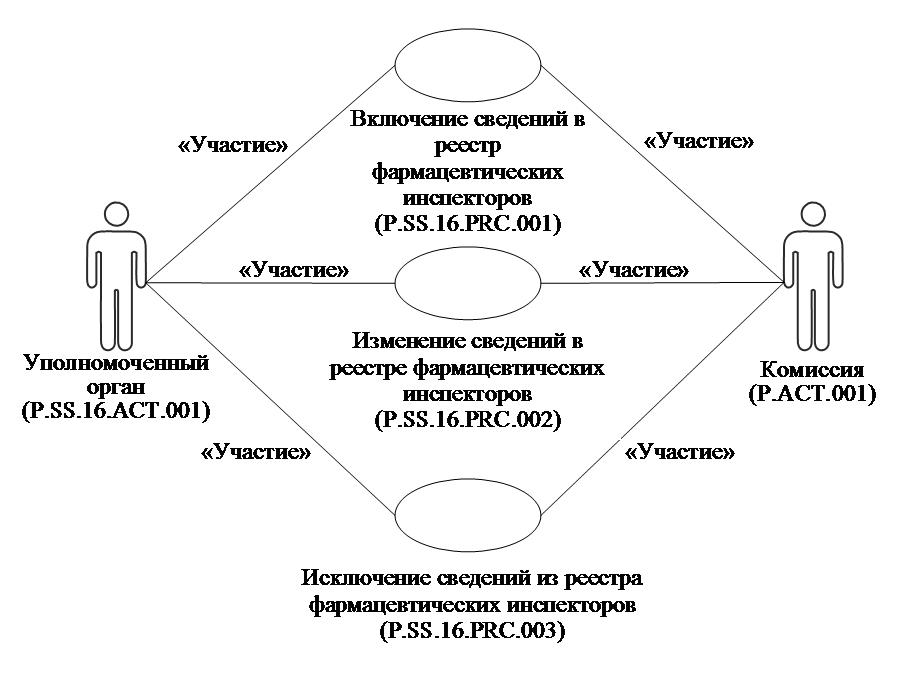 Включение сведений в
реестр
фармацевтических
инспекторов
(P.SS.16.PRC.001)
«Участие»
«Участие»
«Участие»
«Участие»
Уполномоченный
орган
(P.SS.16.ACT.001)
Изменение сведений в
реестре фармацевтических
инспекторов
(P.SS.16.PRC.002)
Комиссия
(P.ACT.001)
«Участие»
«Участие»
Исключение сведений из реестра
фармацевтических инспекторов
(P.SS.16.PRC.003)